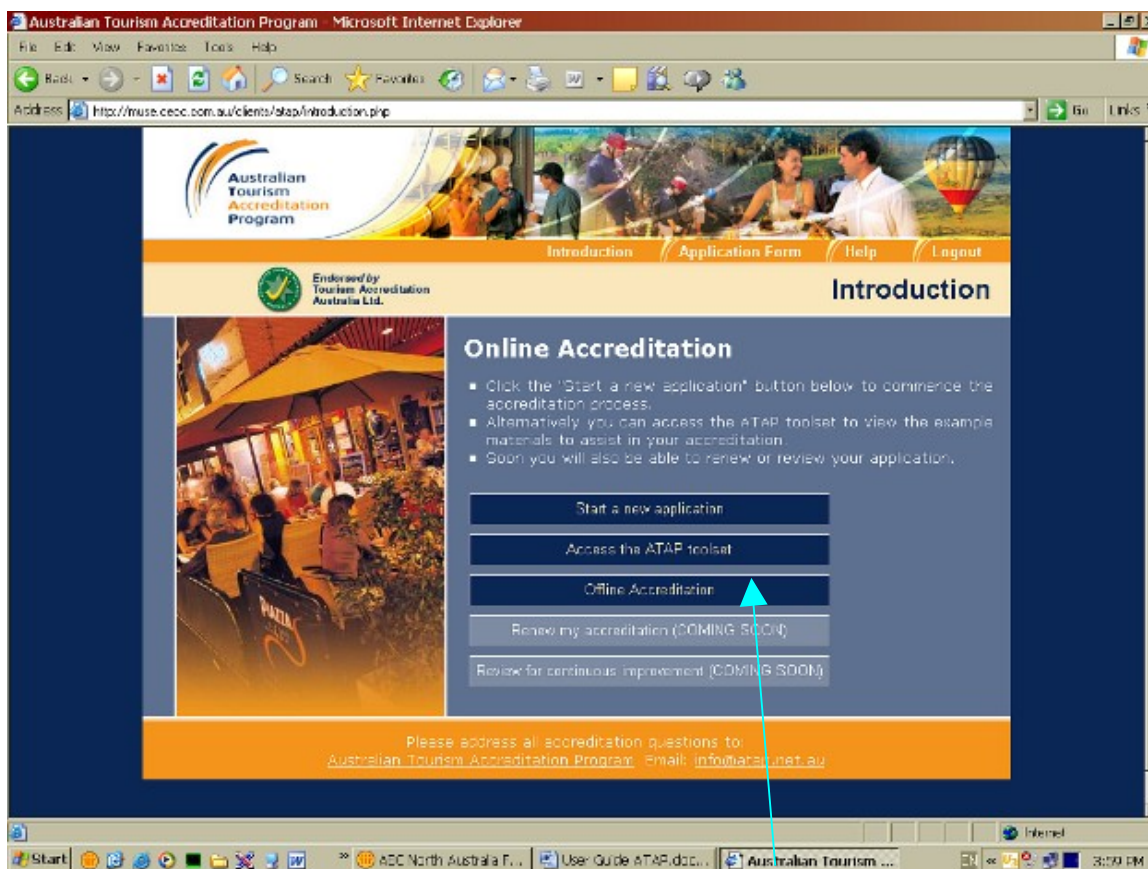 Australian Tourism Accreditation Program - Microsoft Internet Explorer
File Edit View Favorites Tools Help
Back Search Favorites
Address http://muse.cecc.com.au/clients/atap/introduction.php Go Links
Australian
Tourism
Accreditation
Program
Introduction Application Form Help Logout
Endorsed by
Tourism Accreditation
Australia Ltd.
Introduction
Online Accreditation
Click the "Start a new application" button below to commence the
accreditation process.
Alternatively you can access the ATAP toolset to view the example
materials to assist in your accreditation.
Soon you will also be able to renew or review your application.
Start a new application
Access the ATAP toolset
Offline Accreditation
Renew my accreditation (COMING SOON)
Review for continuous improvement (COMING SOON)
PIAZZA
Please address all accreditation questions to:
Australian Tourism Accreditation Program Email: info@atap.net.au
Internet
Start AEC North Australia F... User Guide ATAP.doc... Australian Tourism ... 3:59 PM